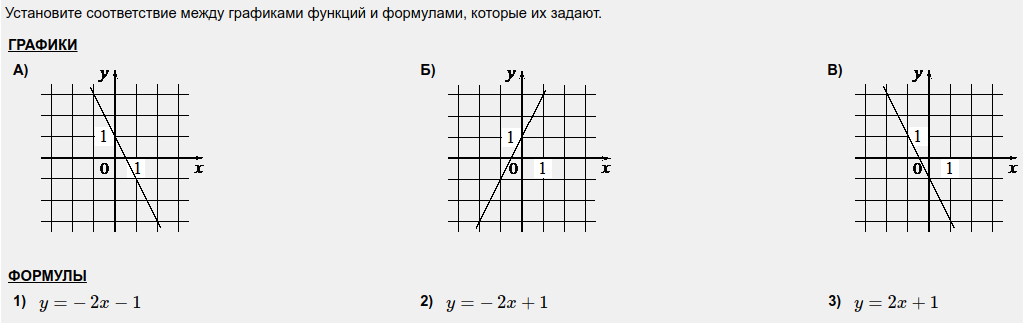 Установите соответствие между графиками функций и формулами, которые их задают.
ГРАФИКИ
А) Б) В)
y y y
1 1 1
0 1 x 0 1 x 0 1 x
ФОРМУЛЫ
1) y = − 2x − 1 2) y = − 2x + 1 3) y = 2x + 1